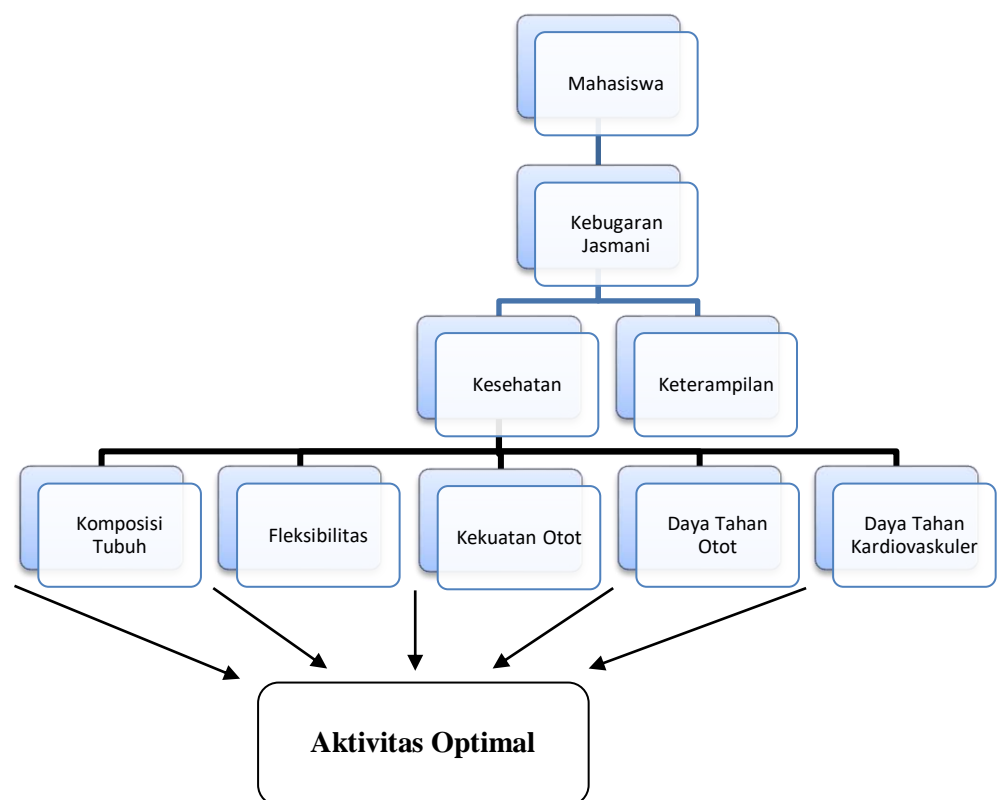 Mahasiswa
Kebugaran
Jasmani
Kesehatan
Keterampilan
Komposisi
Tubuh
Fleksibilitas
Kekuatan Otot
Daya Tahan
Otot
Daya Tahan
Kardiovaskuler
Aktivitas Optimal